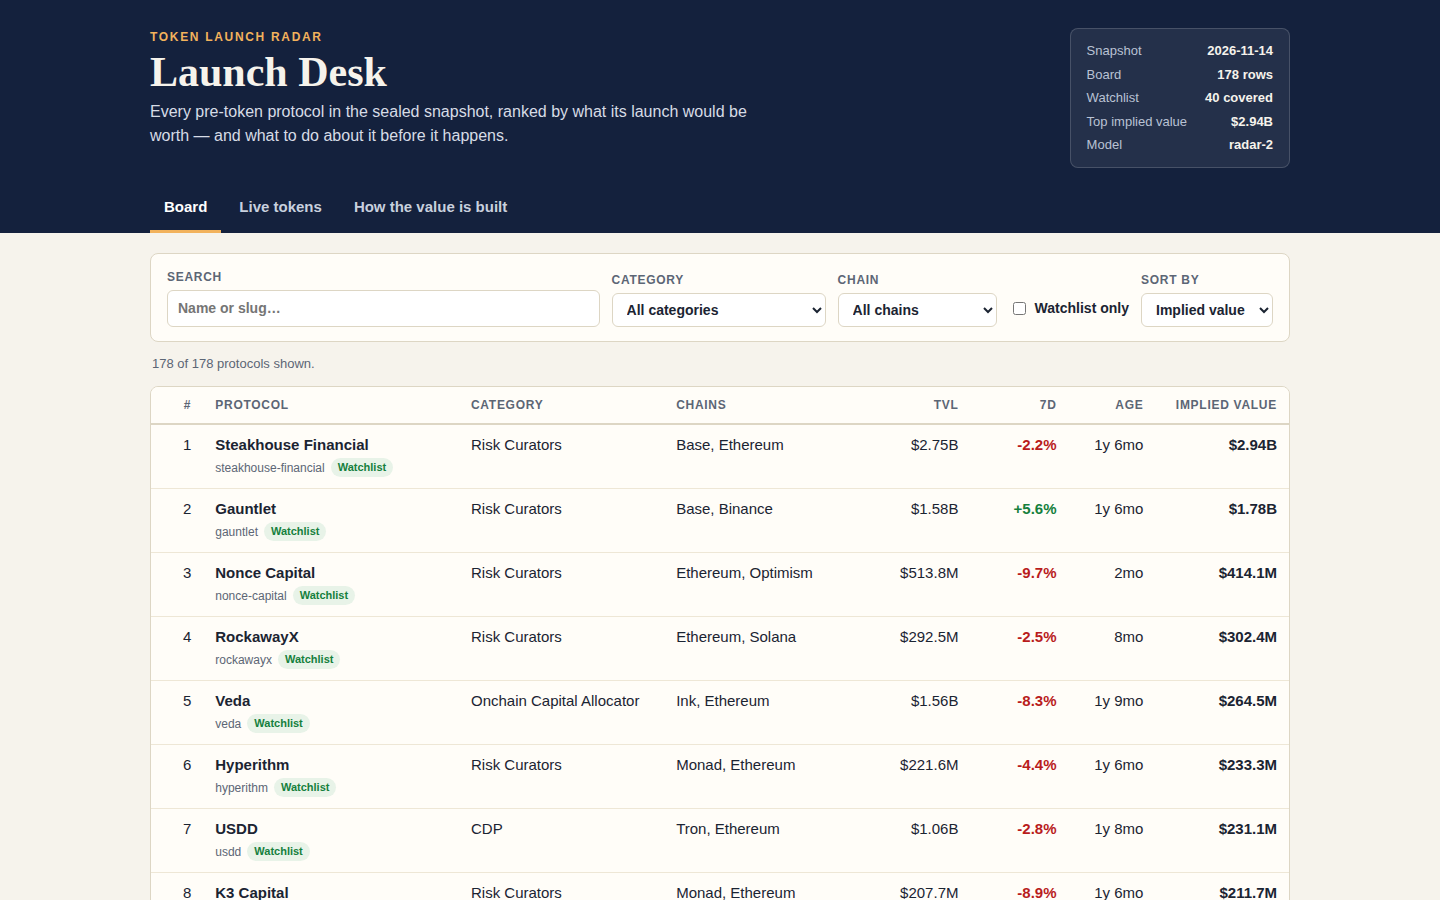 TOKEN LAUNCH RADAR
Launch Desk
Every pre-token protocol in the sealed snapshot, ranked by what its launch would be
worth — and what to do about it before it happens.
Snapshot 2026-11-14
Board 178 rows
Watchlist 40 covered
Top implied value $2.94B
Model radar-2
Board Live tokens How the value is built
SEARCH CATEGORY CHAIN SORT BY
Name or slug… All categories All chains Watchlist only Implied value
178 of 178 protocols shown.
# PROTOCOL CATEGORY CHAINS TVL 7D AGE IMPLIED VALUE
1 Steakhouse Financial Risk Curators Base, Ethereum $2.75B -2.2% 1y 6mo $2.94B
steakhouse-financial Watchlist
2 Gauntlet Risk Curators Base, Binance $1.58B +5.6% 1y 6mo $1.78B
gauntlet Watchlist
3 Nonce Capital Risk Curators Ethereum, Optimism $513.8M -9.7% 2mo $414.1M
nonce-capital Watchlist
4 RockawayX Risk Curators Ethereum, Solana $292.5M -2.5% 8mo $302.4M
rockawayx Watchlist
5 Veda Onchain Capital Allocator Ink, Ethereum $1.56B -8.3% 1y 9mo $264.5M
veda Watchlist
6 Hyperithm Risk Curators Monad, Ethereum $221.6M -4.4% 1y 6mo $233.3M
hyperithm Watchlist
7 USDD CDP Tron, Ethereum $1.06B -2.8% 1y 8mo $231.1M
usdd Watchlist
8 K3 Capital Risk Curators Monad, Ethereum $207.7M -8.9% 1y 6mo $211.7M